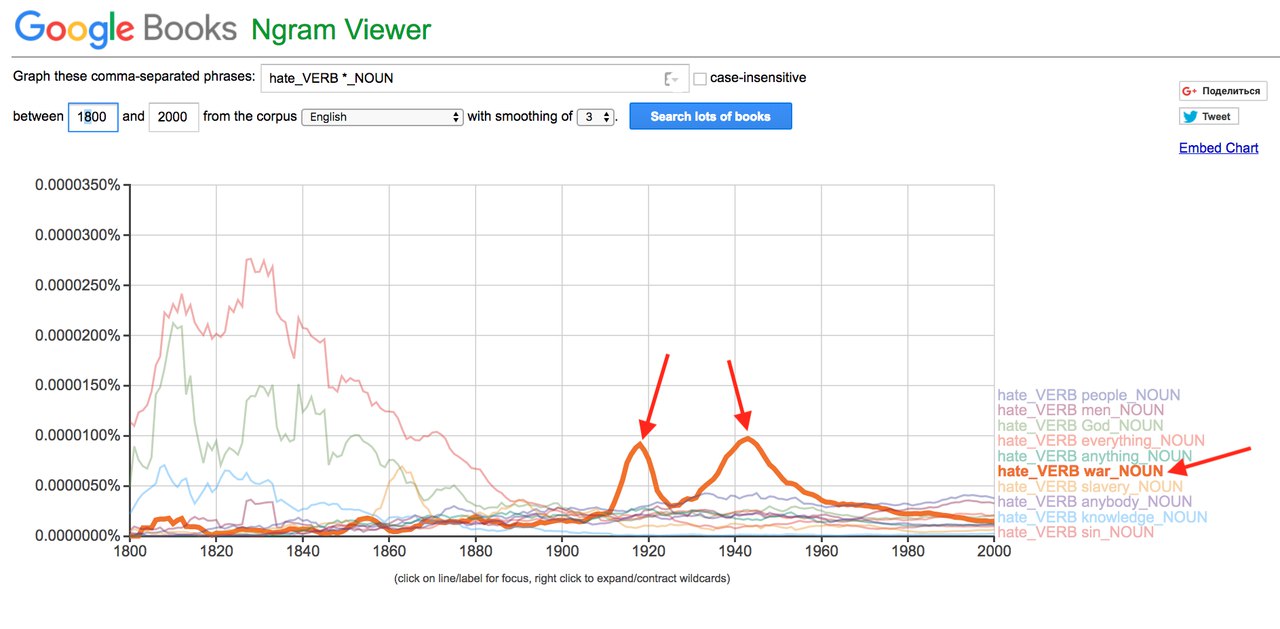 Google Books Ngram Viewer
Graph these comma-separated phrases: hate_VERB *_NOUN case-insensitive
between 1800 and 2000 from the corpus English with smoothing of 3 . Search lots of books
G+ Поделиться
Tweet
Embed Chart
0.0000350%
0.0000300%
0.0000250%
0.0000200%
0.0000150%
0.0000100%
0.0000050%
0.0000000%
1800 1820 1840 1860 1880 1900 1920 1940 1960 1980 2000
hate_VERB people_NOUN
hate_VERB men_NOUN
hate_VERB God_NOUN
hate_VERB everything_NOUN
hate_VERB anything_NOUN
hate_VERB war_NOUN
hate_VERB slavery_NOUN
hate_VERB anybody_NOUN
hate_VERB knowledge_NOUN
hate_VERB sin_NOUN
(click on line/label for focus, right click to expand/contract wildcards)